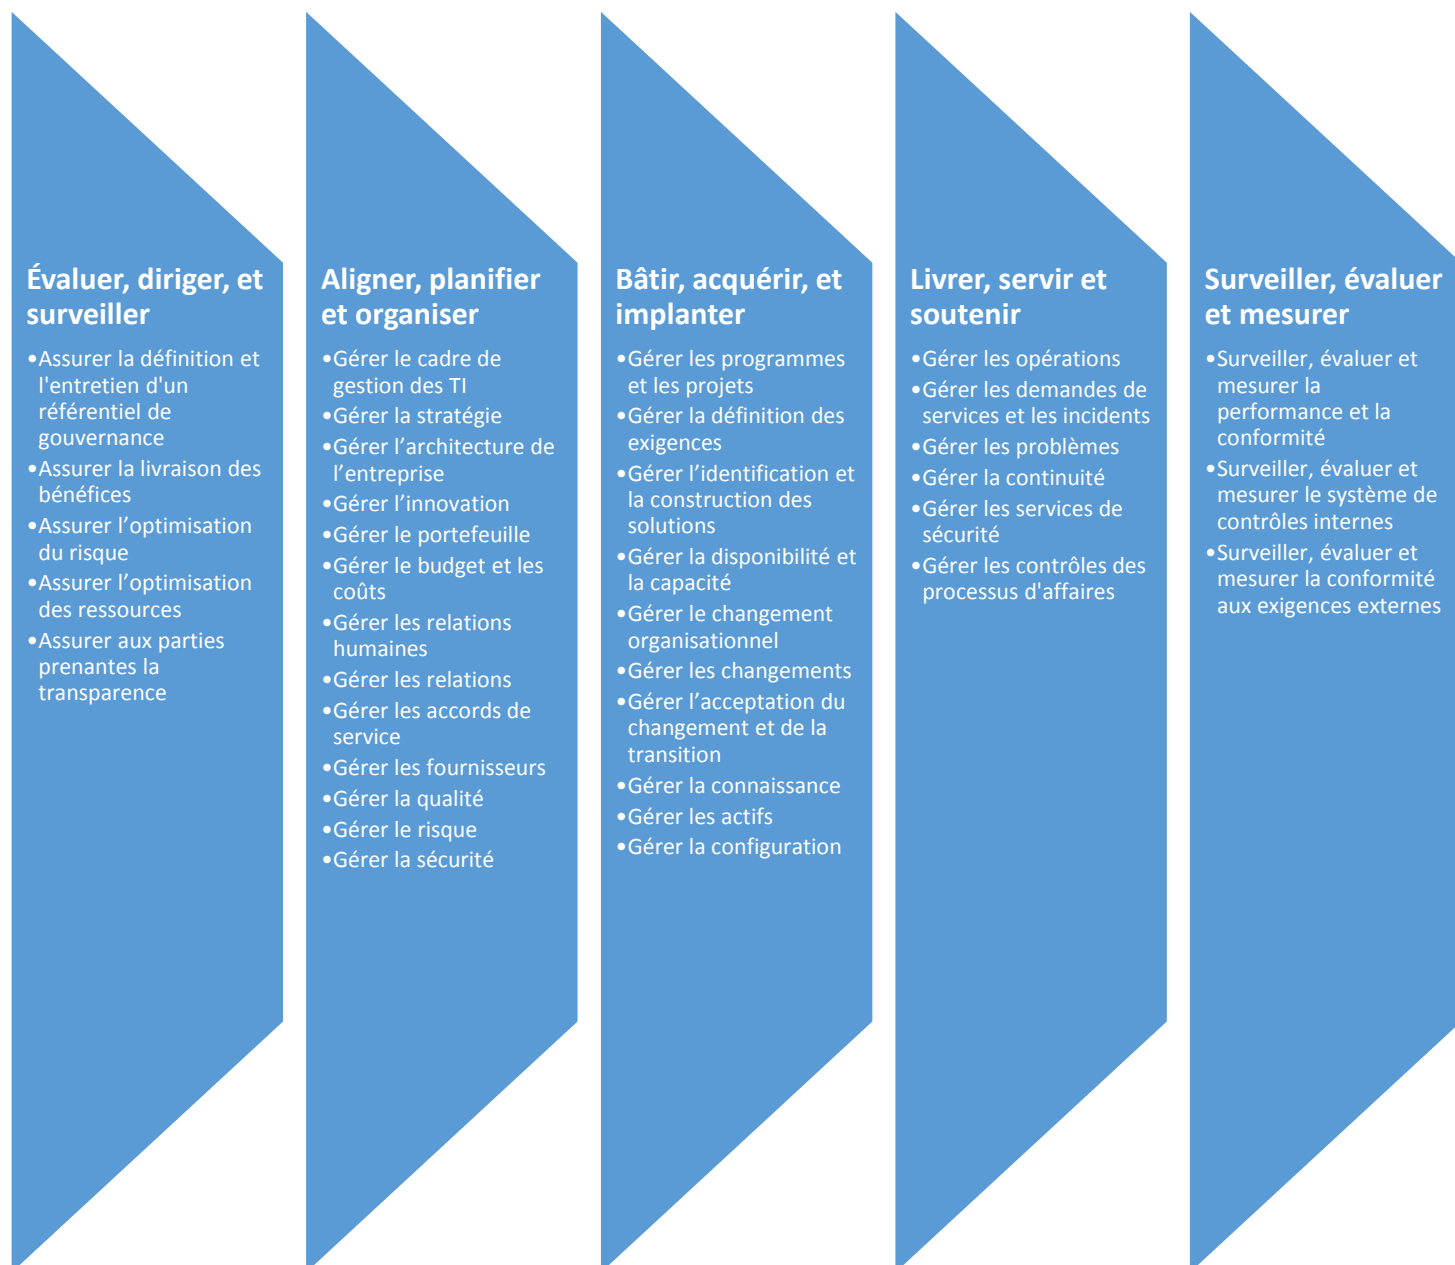 Évaluer, diriger, et
surveiller
•Assurer la définition et
l'entretien d'un
référentiel de
gouvernance
•Assurer la livraison des
bénéfices
•Assurer l’optimisation
du risque
•Assurer l’optimisation
des ressources
•Assurer aux parties
prenantes la
transparence
Aligner, planifier
et organiser
•Gérer le cadre de
gestion des TI
•Gérer la stratégie
•Gérer l’architecture de
l’entreprise
•Gérer l’innovation
•Gérer le portefeuille
•Gérer le budget et les
coûts
•Gérer les relations
humaines
•Gérer les relations
•Gérer les accords de
service
•Gérer les fournisseurs
•Gérer la qualité
•Gérer le risque
•Gérer la sécurité
Bâtir, acquérir, et
implanter
•Gérer les programmes
et les projets
•Gérer la définition des
exigences
•Gérer l’identification et
la construction des
solutions
•Gérer la disponibilité et
la capacité
•Gérer le changement
organisationnel
•Gérer les changements
•Gérer l’acceptation du
changement et de la
transition
•Gérer la connaissance
•Gérer les actifs
•Gérer la configuration
Livrer, servir et
soutenir
•Gérer les opérations
•Gérer les demandes de
services et les incidents
•Gérer les problèmes
•Gérer la continuité
•Gérer les services de
sécurité
•Gérer les contrôles des
processus d'affaires
Surveiller, évaluer
et mesurer
•Surveiller, évaluer et
mesurer la
performance et la
conformité
•Surveiller, évaluer et
mesurer le système de
contrôles internes
•Surveiller, évaluer et
mesurer la conformité
aux exigences externes